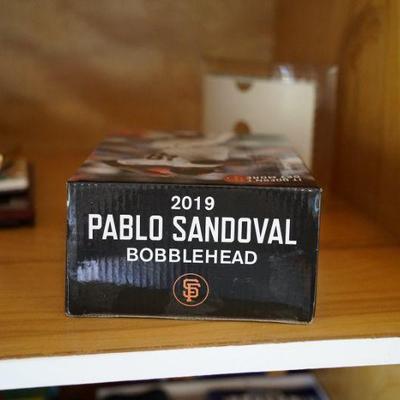 2019
PABLO SANDOVAL
BOBBLEHEAD
SF